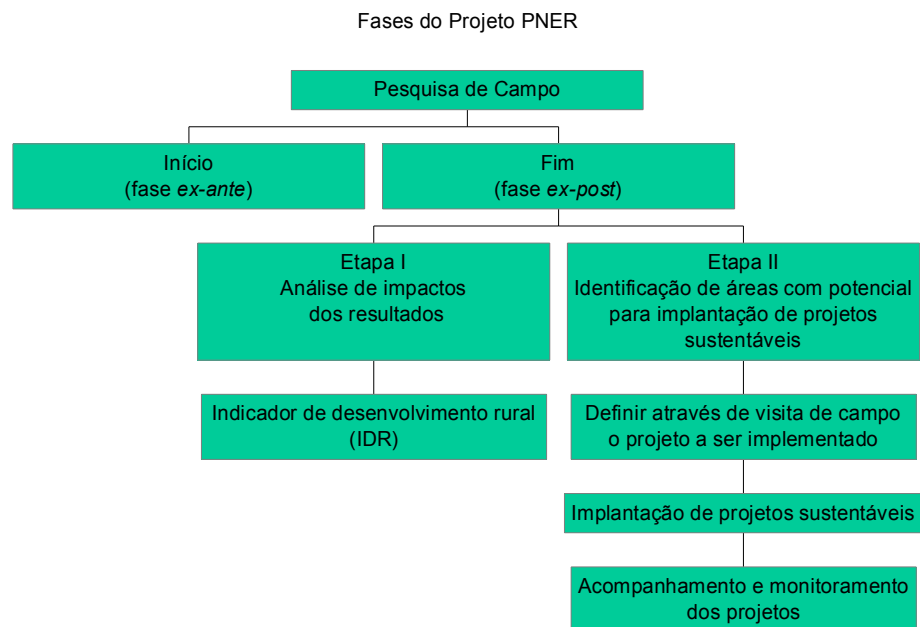 Fases do Projeto PNER
Pesquisa de Campo
Início
(fase ex-ante)
Fim
(fase ex-post)
Etapa I
Análise de impactos
dos resultados
Etapa II
Identificação de áreas com potencial
para implantação de projetos
sustentáveis
Indicador de desenvolvimento rural
(IDR)
Definir através de visita de campo
o projeto a ser implementado
Implantação de projetos sustentáveis
Acompanhamento e monitoramento
dos projetos